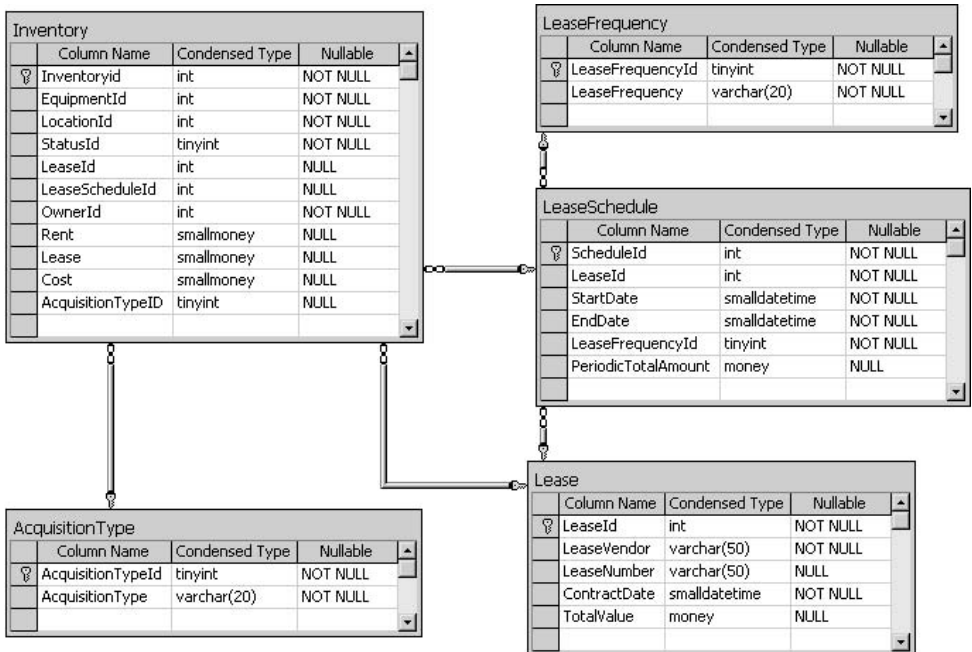 Inventory
Column Name Condensed Type Nullable
Inventoryid int NOT NULL
EquipmentId int NOT NULL
LocationId int NOT NULL
StatusId tinyint NOT NULL
LeaseId int NULL
LeaseScheduleId int NULL
OwnerId int NOT NULL
Rent smallmoney NULL
Lease smallmoney NULL
Cost smallmoney NULL
AcquisitionTypeID tinyint NULL
LeaseFrequency
Column Name Condensed Type Nullable
LeaseFrequencyId tinyint NOT NULL
LeaseFrequency varchar(20) NOT NULL
LeaseSchedule
Column Name Condensed Type Nullable
ScheduleId int NOT NULL
LeaseId int NOT NULL
StartDate smalldatetime NOT NULL
EndDate smalldatetime NOT NULL
LeaseFrequencyId tinyint NOT NULL
PeriodicTotalAmount money NULL
AcquisitionType
Column Name Condensed Type Nullable
AcquisitionTypeId tinyint NOT NULL
AcquisitionType varchar(20) NOT NULL
Lease
Column Name Condensed Type Nullable
LeaseId int NOT NULL
LeaseVendor varchar(50) NOT NULL
LeaseNumber varchar(50) NULL
ContractDate smalldatetime NOT NULL
TotalValue money NULL